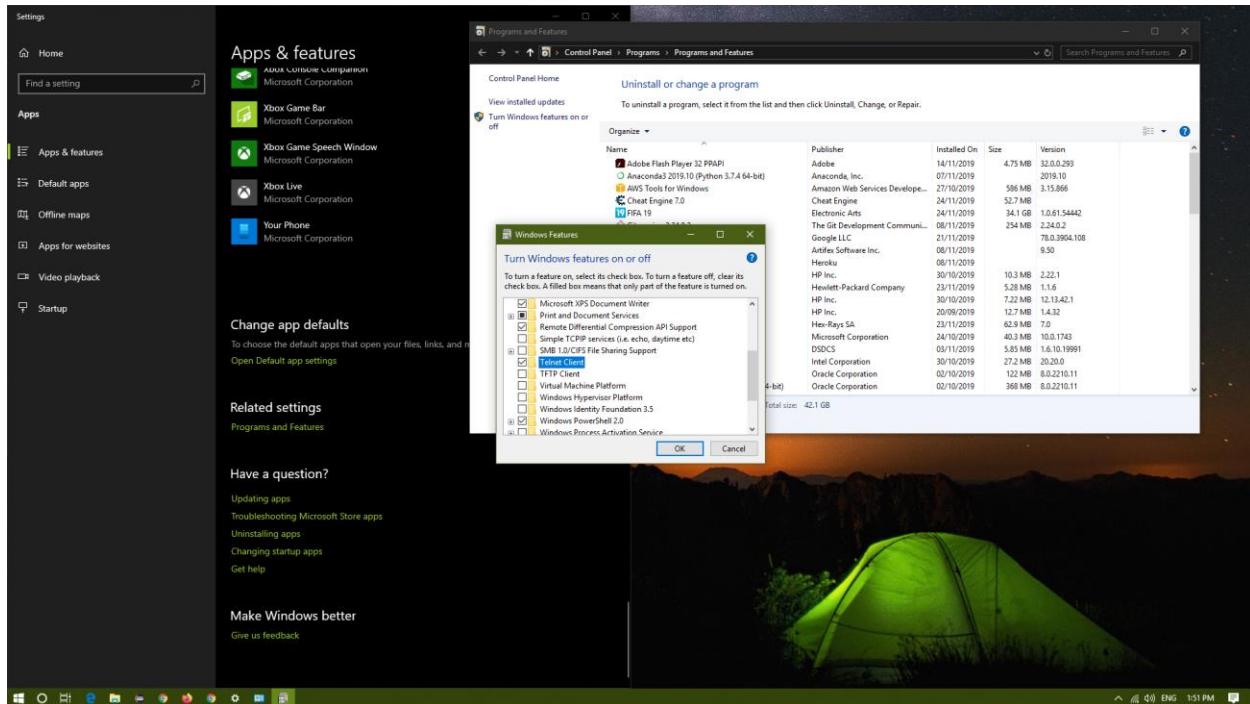 Settings
Home
Find a setting
Apps
Apps & features
Default apps
Offline maps
Apps for websites
Video playback
Startup
Apps & features
Xbox Console Companion
Microsoft Corporation
Xbox Game Bar
Microsoft Corporation
Xbox Game Speech Window
Microsoft Corporation
Xbox Live
Microsoft Corporation
Your Phone
Microsoft Corporation
Change app defaults
To choose the default apps that open your files, links, and
Open Default app settings
Related settings
Programs and Features
Have a question?
Updating apps
Troubleshooting Microsoft Store apps
Uninstalling apps
Changing startup apps
Get help
Make Windows better
Give us feedback
Programs and Features
Control Panel › Programs › Programs and Features
Search Programs and Features
Control Panel Home
View installed updates
Turn Windows features on or
off
Uninstall or change a program
To uninstall a program, select it from the list and then click Uninstall, Change, or Repair.
Organize
Name Publisher Installed On Size Version
Adobe Flash Player 32 PPAPI Adobe 14/11/2019 4.75 MB 32.0.0.293
Anaconda3 2019.10 (Python 3.7.4 64-bit) Anaconda, Inc. 07/11/2019 2019.10
AWS Tools for Windows Amazon Web Services Develope... 27/10/2019 586 MB 3.15.866
Cheat Engine 7.0 Cheat Engine 24/11/2019 52.7 MB
FIFA 19 Electronic Arts 24/11/2019 34.1 GB 1.0.61.54442
The Git Development Communi... 08/11/2019 254 MB 2.24.0.2
Google LLC 21/11/2019 78.0.3904.108
Artifex Software Inc. 08/11/2019 9.50
Heroku 08/11/2019
HP Inc. 30/10/2019 10.3 MB 2.22.1
Hewlett-Packard Company 23/11/2019 5.28 MB 1.1.6
HP Inc. 30/10/2019 7.22 MB 12.13.42.1
HP Inc. 20/09/2019 12.7 MB 1.4.32
Hex-Rays SA 23/11/2019 62.9 MB 7.0
Microsoft Corporation 24/10/2019 40.3 MB 10.0.1743
DSDCS 03/11/2019 5.85 MB 1.6.10.19991
Intel Corporation 30/10/2019 27.2 MB 20.20.0
Oracle Corporation 02/10/2019 122 MB 8.0.2210.11
4-bit) Oracle Corporation 02/10/2019 368 MB 8.0.2210.11
Total size: 42.1 GB
Windows Features
Turn Windows features on or off
To turn a feature on, select its check box. To turn a feature off, clear its
check box. A filled box means that only part of the feature is turned on.
Microsoft XPS Document Writer
Print and Document Services
Remote Differential Compression API Support
Simple TCPIP services (i.e. echo, daytime etc)
SMB 1.0/CIFS File Sharing Support
Telnet Client
TFTP Client
Virtual Machine Platform
Windows Hypervisor Platform
Windows Identity Foundation 3.5
Windows PowerShell 2.0
Windows Process Activation Service
OK Cancel
ENG 1:51 PM